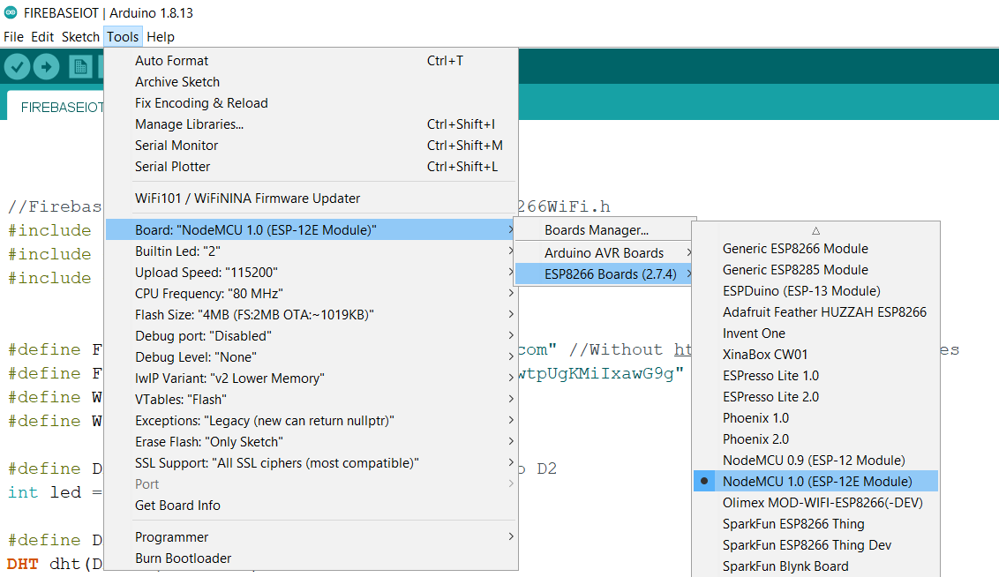 FIREBASEIOT | Arduino 1.8.13
File Edit Sketch Tools Help
FIREBASEIOT
Auto Format Ctrl+T
Archive Sketch
Fix Encoding & Reload
Manage Libraries... Ctrl+Shift+I
Serial Monitor Ctrl+Shift+M
Serial Plotter Ctrl+Shift+L
WiFi101 / WiFiNINA Firmware Updater
Board: "NodeMCU 1.0 (ESP-12E Module)"
Builtin Led: "2"
Upload Speed: "115200"
CPU Frequency: "80 MHz"
Flash Size: "4MB (FS:2MB OTA:~1019KB)"
Debug port: "Disabled"
Debug Level: "None"
IwIP Variant: "v2 Lower Memory"
VTables: "Flash"
Exceptions: "Legacy (new can return nullptr)"
Erase Flash: "Only Sketch"
SSL Support: "All SSL ciphers (most compatible)"
Port
Get Board Info
Programmer
Burn Bootloader
Boards Manager...
Arduino AVR Boards
ESP8266 Boards (2.7.4)
Generic ESP8266 Module
Generic ESP8285 Module
ESPDuino (ESP-13 Module)
Adafruit Feather HUZZAH ESP8266
Invent One
XinaBox CW01
ESPresso Lite 1.0
ESPresso Lite 2.0
Phoenix 1.0
Phoenix 2.0
NodeMCU 0.9 (ESP-12 Module)
NodeMCU 1.0 (ESP-12E Module)
Olimex MOD-WIFI-ESP8266(-DEV)
SparkFun ESP8266 Thing
SparkFun ESP8266 Thing Dev
SparkFun Blynk Board
//Firebas 266WiFi.h
#include
#include
#include
#define F com" //Without ht es
#define F wtpUgKMiIxawG9g"
#define W
#define W
#define D o D2
int led =
#define D
DHT dht(D